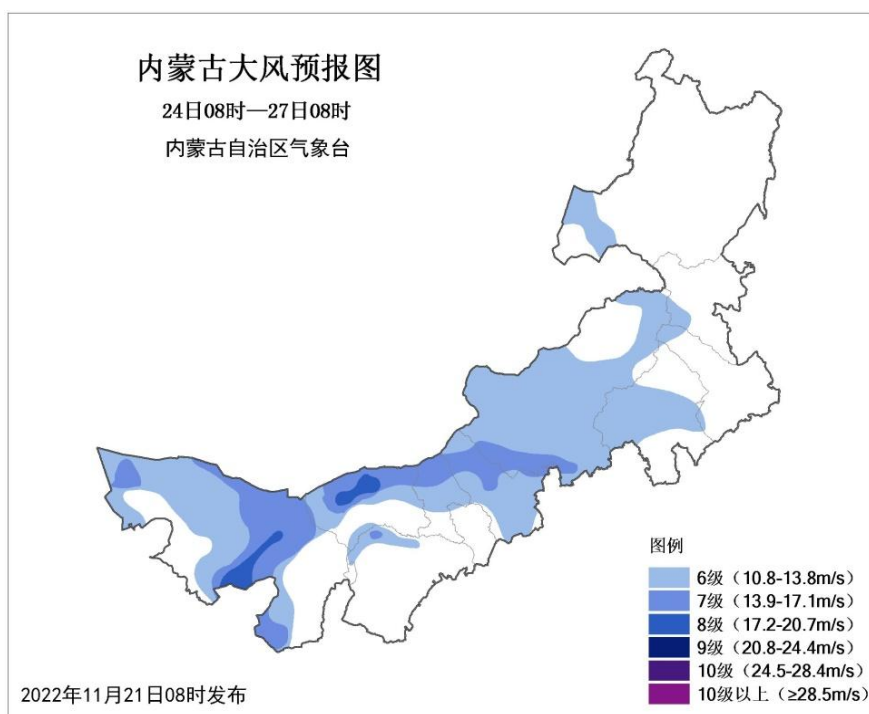 内蒙古大风预报图
24日08时—27日08时
内蒙古自治区气象台
图例
6级（10.8-13.8m/s）
7级（13.9-17.1m/s）
8级（17.2-20.7m/s）
9级（20.8-24.4m/s）
10级（24.5-28.4m/s）
10级以上（≥28.5m/s）
2022年11月21日08时发布